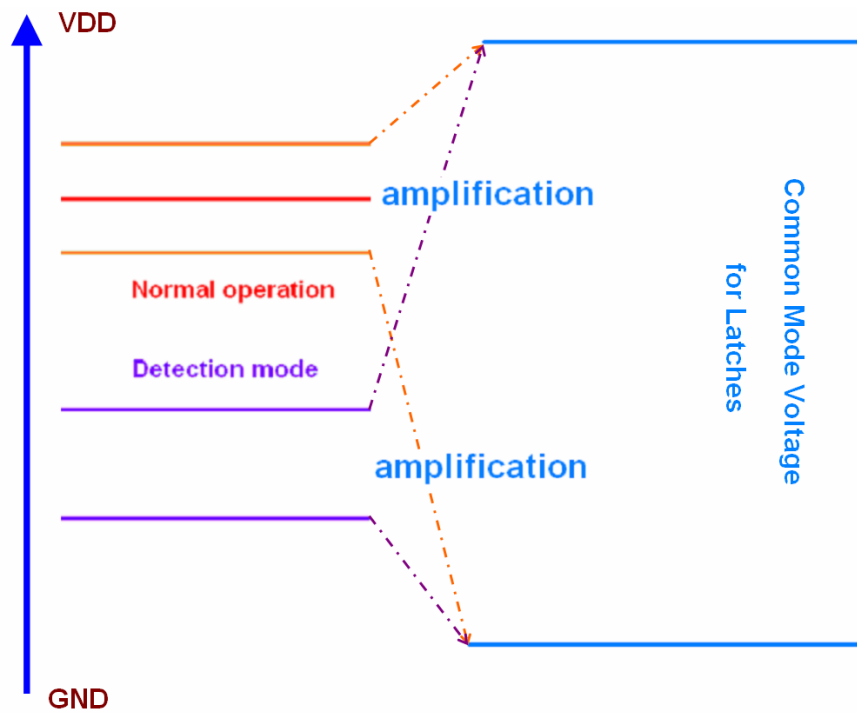 VDD
amplification
Normal operation
Detection mode
amplification
Common Mode Voltage
for Latches
GND